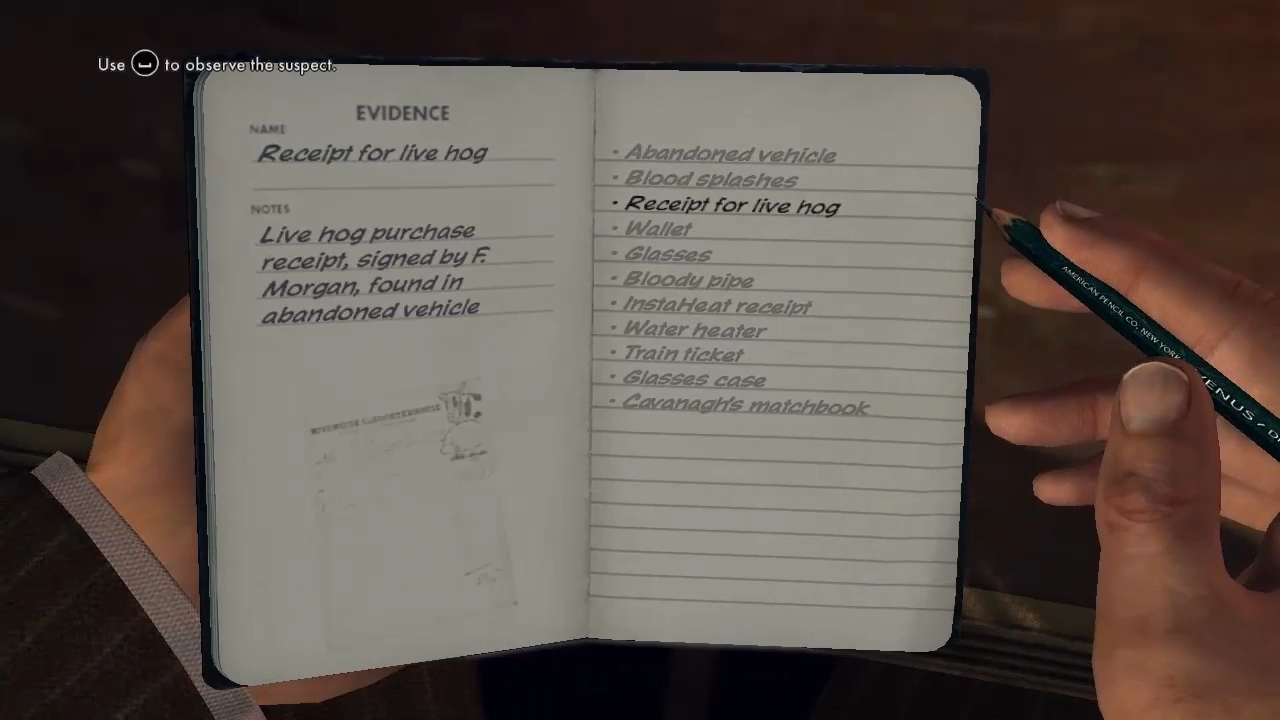 Use to observe the suspect.
EVIDENCE
NAME
Receipt for live hog
NOTES
Live hog purchase
receipt, signed by F.
Morgan, found in
abandoned vehicle
• Abandoned vehicle
• Blood splashes
• Receipt for live hog
• Wallet
• Glasses
• Bloody pipe
• InstaHeat receipt
• Water heater
• Train ticket
• Glasses case
• Cavanagh's matchbook
AMERICAN PENCIL CO, NEW YORK
VENUS